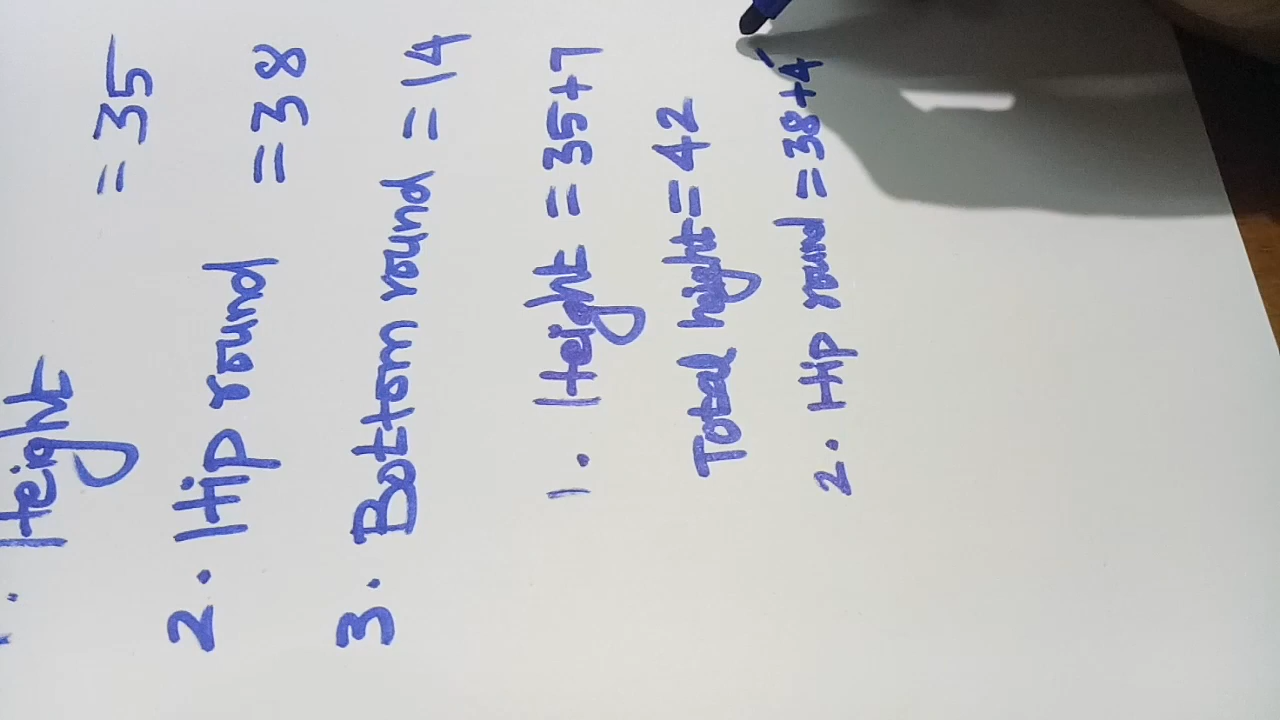 1. Height = 35
2. Hip round = 38
3. Bottom round = 14
1. Height = 35+7
Total height = 42
2. Hip round = 38+4